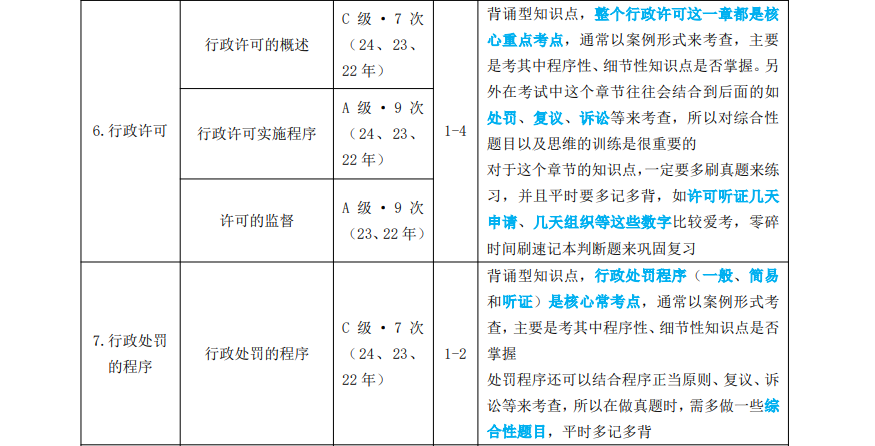 6.行政许可
行政许可的概述
C 级 · 7 次
（24、23、
22 年）
行政许可实施程序
A 级 · 9 次
（24、23、
22 年）
许可的监督
A 级 · 9 次
（23、22 年）
1-4
背诵型知识点，整个行政许可这一章都是核
心重点考点，通常以案例形式来考查，主要
是考其中程序性、细节性知识点是否掌握。另
外在考试中这个章节往往会结合到后面的如
处罚、复议、诉讼等来考查，所以对综合性
题目以及思维的训练是很重要的
对于这个章节的知识点，一定要多刷真题来练
习，并且平时要多记多背，如许可听证几天
申请、几天组织等这些数字比较爱考，零碎
时间刷速记本判断题来巩固复习
7.行政处罚
的程序
行政处罚的程序
C 级 · 7 次
（24、23、
22 年）
1-2
背诵型知识点，行政处罚程序（一般、简易
和听证）是核心常考点，通常以案例形式考
查，主要是考其中程序性、细节性知识点是否
掌握
处罚程序还可以结合程序正当原则、复议、诉
讼等来考查，所以在做真题时，需多做一些综
合性题目，平时多记多背